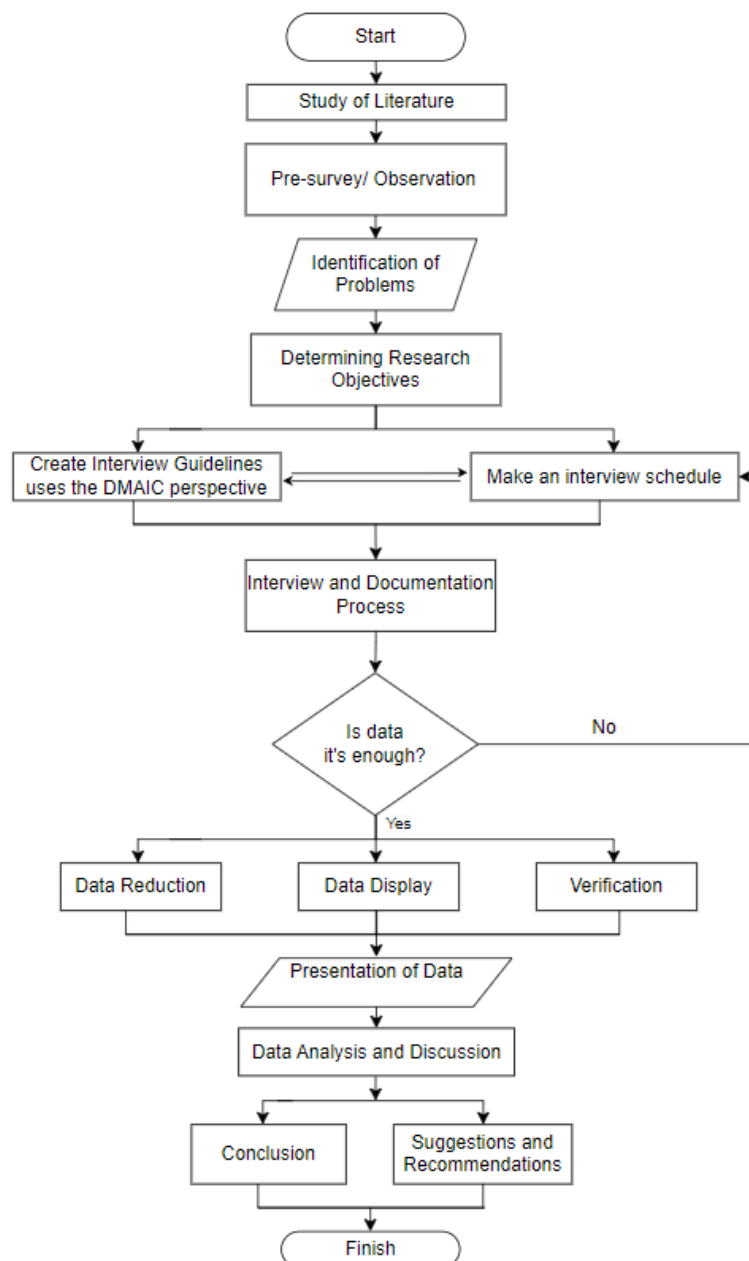 Start
Study of Literature
Pre-survey/ Observation
Identification of
Problems
Determining Research
Objectives
Create Interview Guidelines
uses the DMAIC perspective
Make an interview schedule
Interview and Documentation
Process
Is data
it's enough?
No
Yes
Data Reduction
Data Display
Verification
Presentation of Data
Data Analysis and Discussion
Conclusion
Suggestions and
Recommendations
Finish